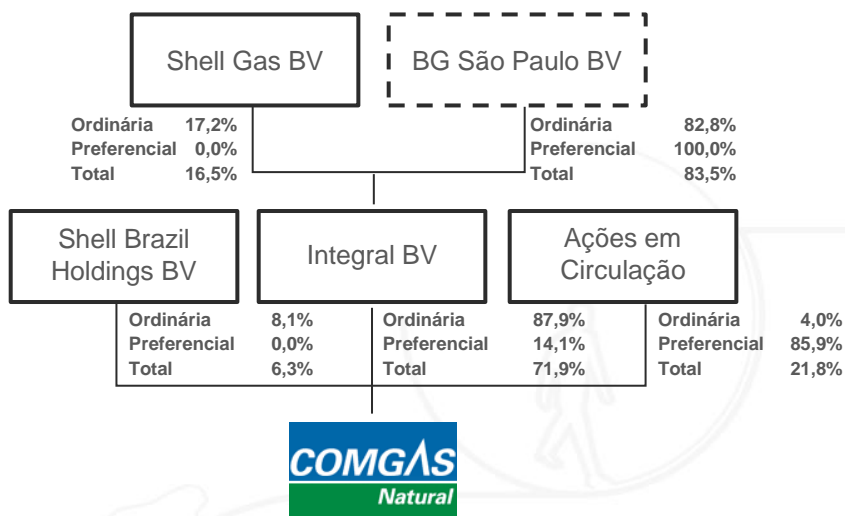 Shell Gas BV
BG São Paulo BV
Ordinária 17,2%
Preferencial 0,0%
Total 16,5%
Ordinária 82,8%
Preferencial 100,0%
Total 83,5%
Shell Brazil
Holdings BV
Integral BV
Ações em
Circulação
Ordinária 8,1%
Preferencial 0,0%
Total 6,3%
Ordinária 87,9%
Preferencial 14,1%
Total 71,9%
Ordinária 4,0%
Preferencial 85,9%
Total 21,8%
COMGÁS
Natural